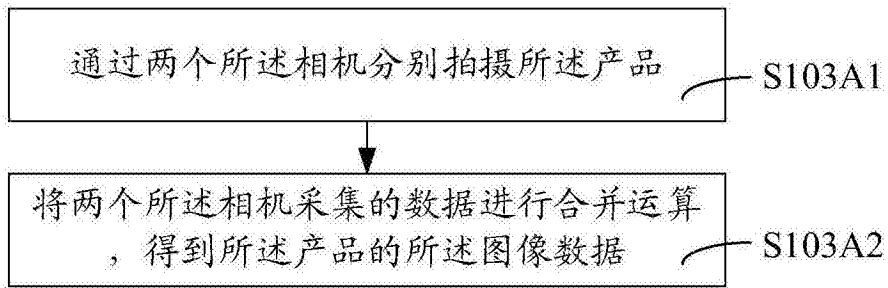 通过两个所述相机分别拍摄所述产品
S103A1
将两个所述相机采集的数据进行合并运算
，得到所述产品的所述图像数据
S103A2